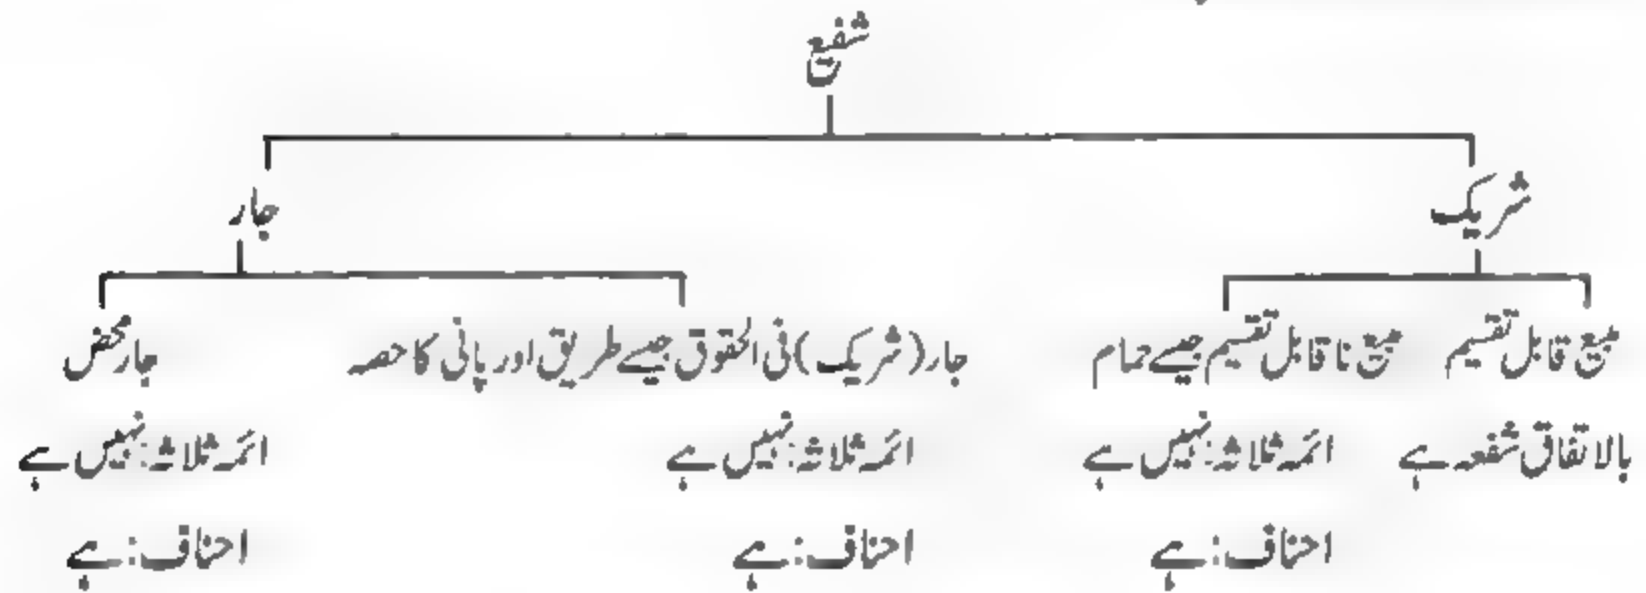 شفیع
شریک جار
مبیع قابل تقسیم مبیع ناقابل تقسیم جیسے حمام جار (شریک) فی الحقوق جیسے طریق اور پانی کا حصہ جار محض
بالاتفاق شفعہ ہے ائمہ ثلاثہ: نہیں ہے ائمہ ثلاثہ: نہیں ہے ائمہ ثلاثہ: نہیں ہے
احناف: ہے احناف: ہے احناف: ہے